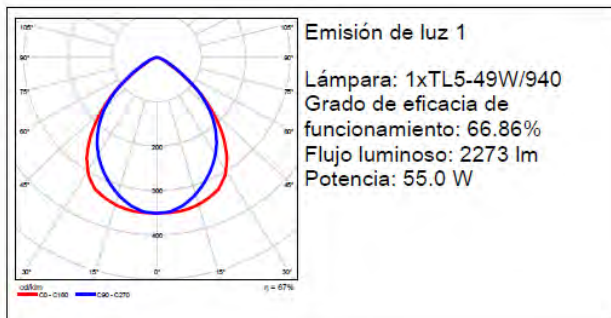 105°
105°
90°
90°
75°
75°
60°
60°
200
45°
300
45°
400
30°
15°
0°
15°
30°
cd/klm
η = 67%
C0 - C180
C90 - C270
Emisión de luz 1
Lámpara: 1xTL5-49W/940
Grado de eficacia de
funcionamiento: 66.86%
Flujo luminoso: 2273 lm
Potencia: 55.0 W